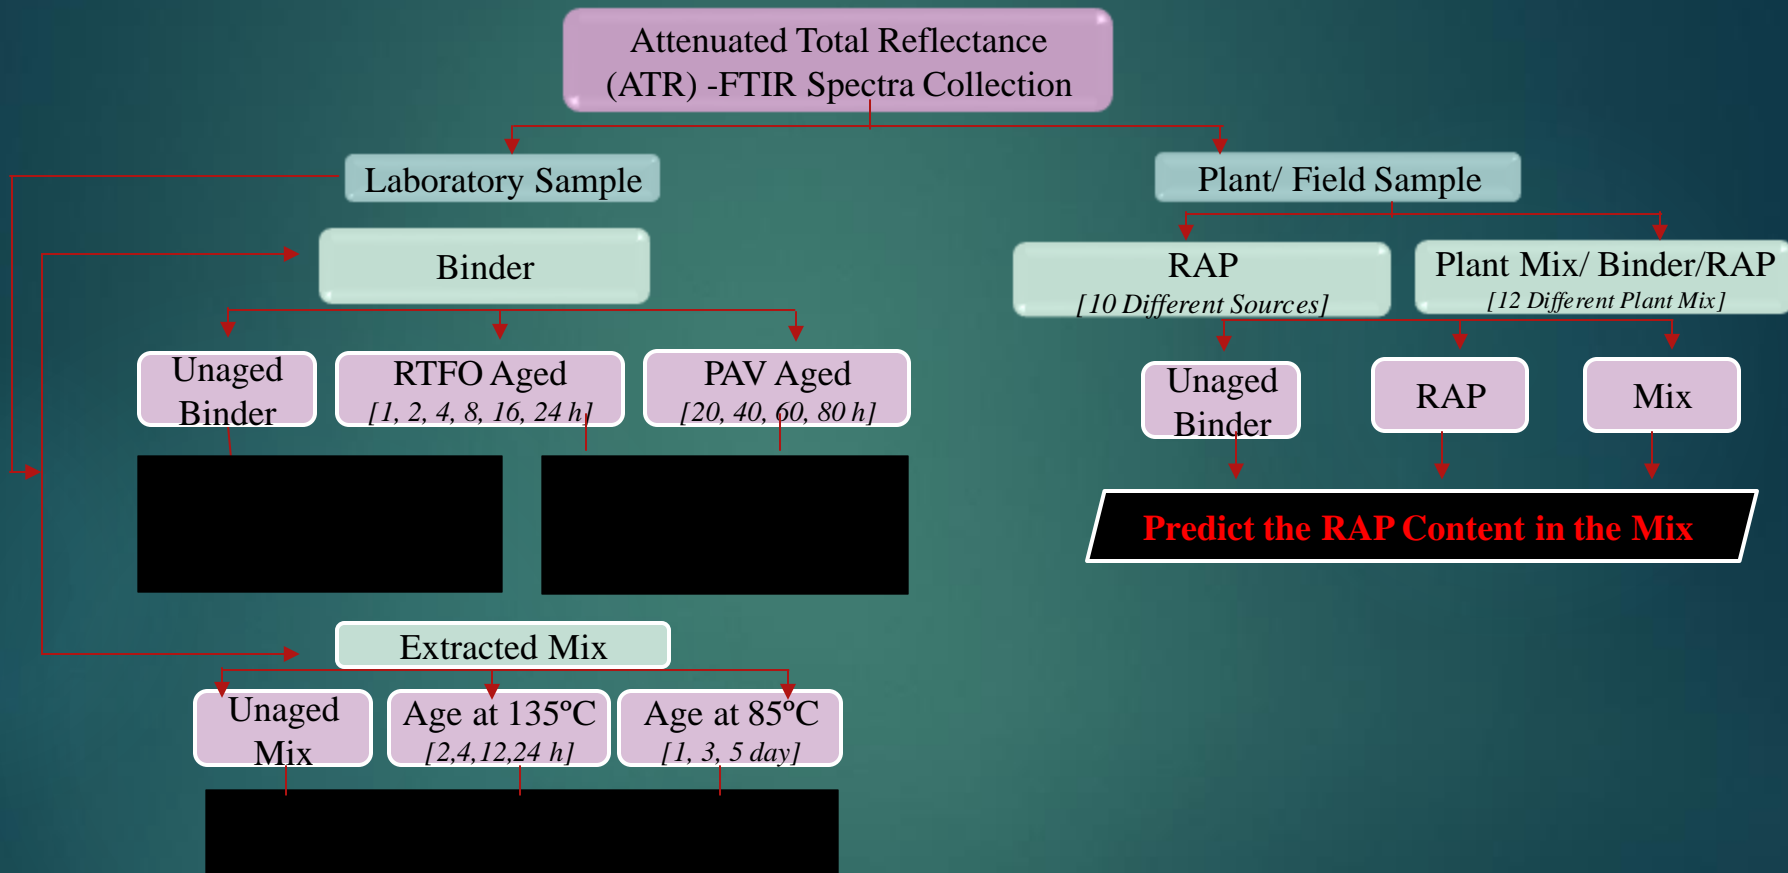 Attenuated Total Reflectance
(ATR) -FTIR Spectra Collection
Laboratory Sample
Plant/ Field Sample
Binder
RAP
[10 Different Sources]
Plant Mix/ Binder/RAP
[12 Different Plant Mix]
Unaged
Binder
RTFO Aged
[1, 2, 4, 8, 16, 24 h]
PAV Aged
[20, 40, 60, 80 h]
Unaged
Binder
RAP
Mix
Predict the RAP Content in the Mix
Extracted Mix
Unaged
Mix
Age at 135ºC
[2,4,12,24 h]
Age at 85ºC
[1, 3, 5 day]